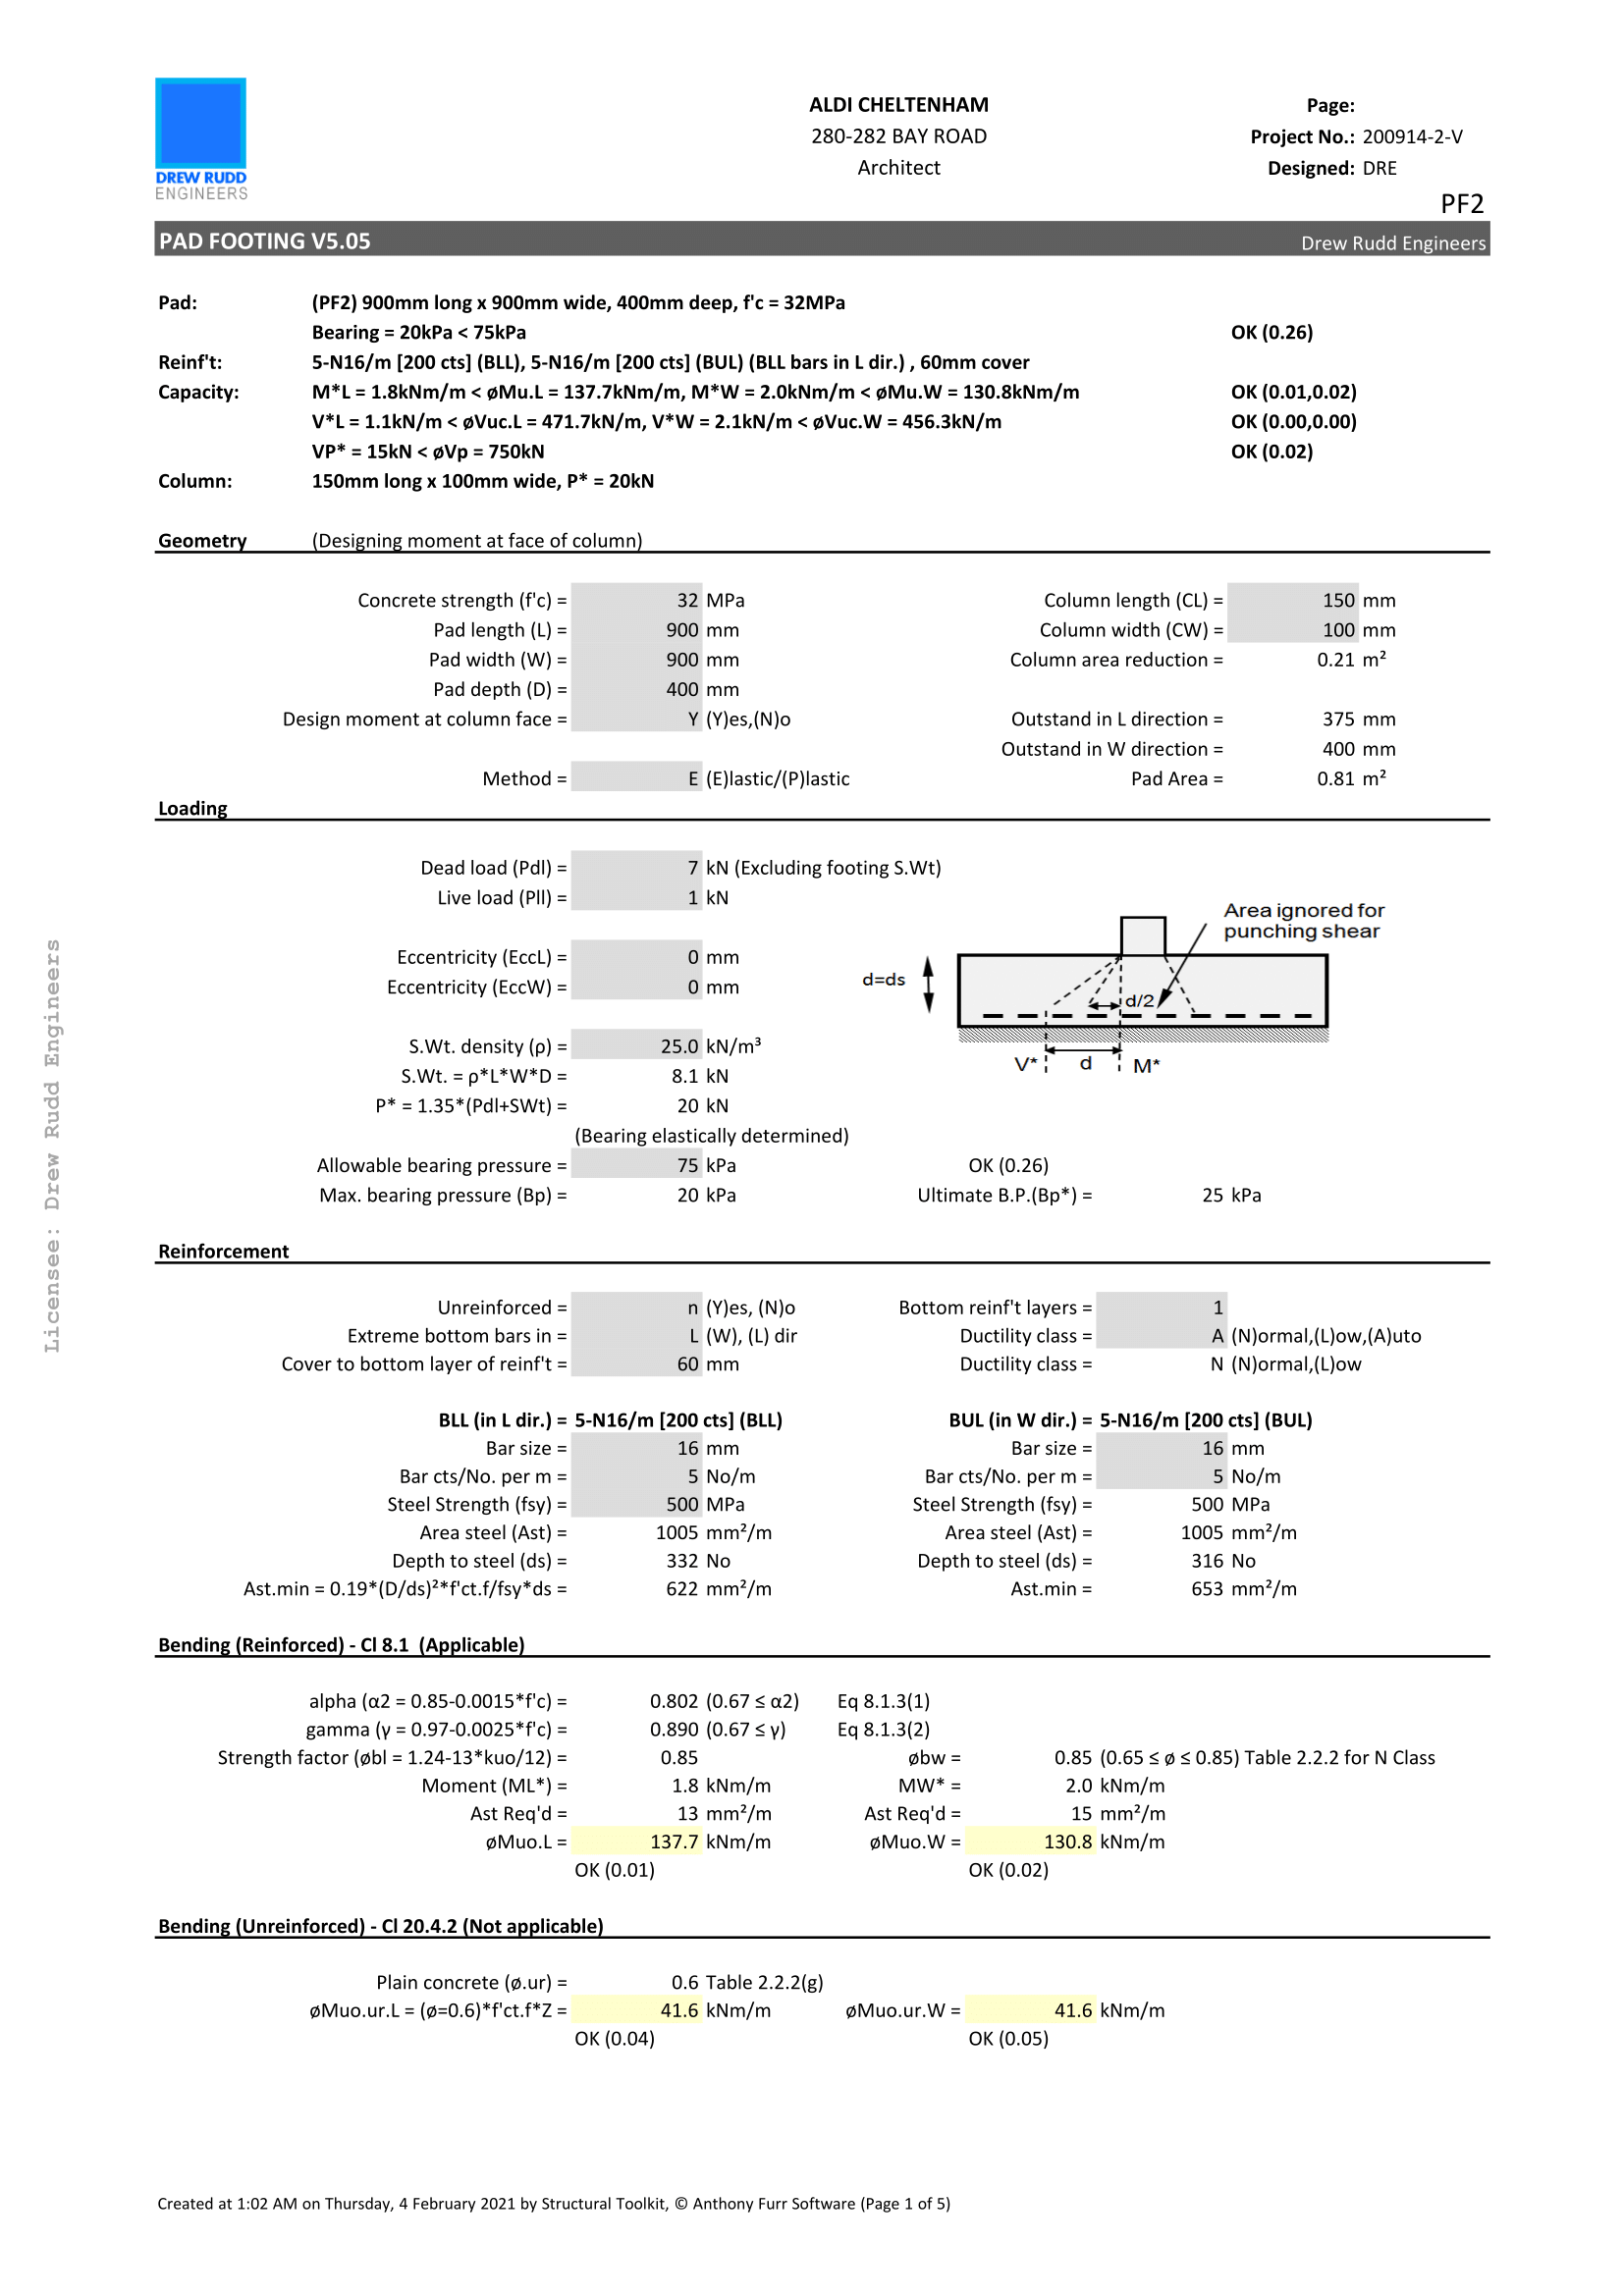 DREW RUDD
ENGINEERS
ALDI CHELTENHAM
280-282 BAY ROAD
Architect
Page:
Project No.: 200914-2-V
Designed: DRE
PF2
PAD FOOTING V5.05 Drew Rudd Engineers
Pad: (PF2) 900mm long x 900mm wide, 400mm deep, f'c = 32MPa
Bearing = 20kPa < 75kPa OK (0.26)
Reinf't: 5-N16/m [200 cts] (BLL), 5-N16/m [200 cts] (BUL) (BLL bars in L dir.) , 60mm cover
Capacity: M*L = 1.8kNm/m < øMu.L = 137.7kNm/m, M*W = 2.0kNm/m < øMu.W = 130.8kNm/m OK (0.01,0.02)
V*L = 1.1kN/m < øVuc.L = 471.7kN/m, V*W = 2.1kN/m < øVuc.W = 456.3kN/m OK (0.00,0.00)
VP* = 15kN < øVp = 750kN OK (0.02)
Column: 150mm long x 100mm wide, P* = 20kN
Geometry (Designing moment at face of column)
Concrete strength (f'c) = 32 MPa Column length (CL) = 150 mm
Pad length (L) = 900 mm Column width (CW) = 100 mm
Pad width (W) = 900 mm Column area reduction = 0.21 m²
Pad depth (D) = 400 mm
Design moment at column face = Y (Y)es,(N)o Outstand in L direction = 375 mm
Outstand in W direction = 400 mm
Method = E (E)lastic/(P)lastic Pad Area = 0.81 m²
Loading
Dead load (Pdl) = 7 kN (Excluding footing S.Wt)
Live load (Pll) = 1 kN
Eccentricity (EccL) = 0 mm
Eccentricity (EccW) = 0 mm
S.Wt. density (ρ) = 25.0 kN/m³
S.Wt. = ρ*L*W*D = 8.1 kN
P* = 1.35*(Pdl+SWt) = 20 kN
Area ignored for
punching shear
d=ds
d/2
V* d M*
(Bearing elastically determined)
Allowable bearing pressure = 75 kPa OK (0.26)
Max. bearing pressure (Bp) = 20 kPa Ultimate B.P.(Bp*) = 25 kPa
Reinforcement
Unreinforced = n (Y)es, (N)o Bottom reinf't layers = 1
Extreme bottom bars in = L (W), (L) dir Ductility class = A (N)ormal,(L)ow,(A)uto
Cover to bottom layer of reinf't = 60 mm Ductility class = N (N)ormal,(L)ow
BLL (in L dir.) = 5-N16/m [200 cts] (BLL) BUL (in W dir.) = 5-N16/m [200 cts] (BUL)
Bar size = 16 mm Bar size = 16 mm
Bar cts/No. per m = 5 No/m Bar cts/No. per m = 5 No/m
Steel Strength (fsy) = 500 MPa Steel Strength (fsy) = 500 MPa
Area steel (Ast) = 1005 mm²/m Area steel (Ast) = 1005 mm²/m
Depth to steel (ds) = 332 No Depth to steel (ds) = 316 No
Ast.min = 0.19*(D/ds)²*f'ct.f/fsy*ds = 622 mm²/m Ast.min = 653 mm²/m
Bending (Reinforced) - Cl 8.1 (Applicable)
alpha (α2 = 0.85-0.0015*f'c) = 0.802 (0.67 ≤ α2) Eq 8.1.3(1)
gamma (γ = 0.97-0.0025*f'c) = 0.890 (0.67 ≤ γ) Eq 8.1.3(2)
Strength factor (øbl = 1.24-13*kuo/12) = 0.85 øbw = 0.85 (0.65 ≤ ø ≤ 0.85) Table 2.2.2 for N Class
Moment (ML*) = 1.8 kNm/m MW* = 2.0 kNm/m
Ast Req'd = 13 mm²/m Ast Req'd = 15 mm²/m
øMuo.L = 137.7 kNm/m øMuo.W = 130.8 kNm/m
OK (0.01) OK (0.02)
Bending (Unreinforced) - Cl 20.4.2 (Not applicable)
Plain concrete (ø.ur) = 0.6 Table 2.2.2(g)
øMuo.ur.L = (ø=0.6)*f'ct.f*Z = 41.6 kNm/m øMuo.ur.W = 41.6 kNm/m
OK (0.04) OK (0.05)
Created at 1:02 AM on Thursday, 4 February 2021 by Structural Toolkit, © Anthony Furr Software (Page 1 of 5)
Licensee: Drew Rudd Engineers